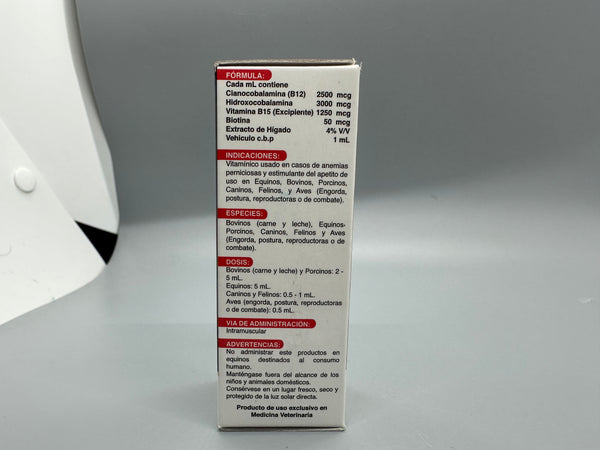 FÓRMULA:
Cada mL contiene
Cianocobalamina (B12) 2500 mcg
Hidroxocobalamina 3000 mcg
Vitamina B15 (Excipiente) 1250 mcg
Biotina 50 mcg
Extracto de Hígado 4% V/V
Vehículo c.b.p 1 mL
INDICACIONES:
Vitamínico usado en casos de anemias
perniciosas y estimulante del apetito de
uso en Equinos, Bovinos, Porcinos,
Caninos, Felinos, y Aves (Engorda,
postura, reproductoras o de combate).
ESPECIES:
Bovinos (carne y leche), Equinos-
Porcinos, Caninos, Felinos y Aves
(Engorda, postura, reproductoras o de
combate).
DOSIS:
Bovinos (carne y leche) y Porcinos: 2 -
5 mL.
Equinos: 5 mL.
Caninos y Felinos: 0.5 - 1 mL.
Aves (engorda, postura, reproductoras
o de combate): 0.5 mL.
VIA DE ADMINISTRACIÓN:
Intramuscular
ADVERTENCIAS:
No administrar este productos en
equinos destinados al consumo
humano.
Manténgase fuera del alcance de los
niños y animales domésticos.
Consérvese en un lugar fresco, seco y
protegido de la luz solar directa.
Producto de uso exclusivo en
Medicina Veterinaria